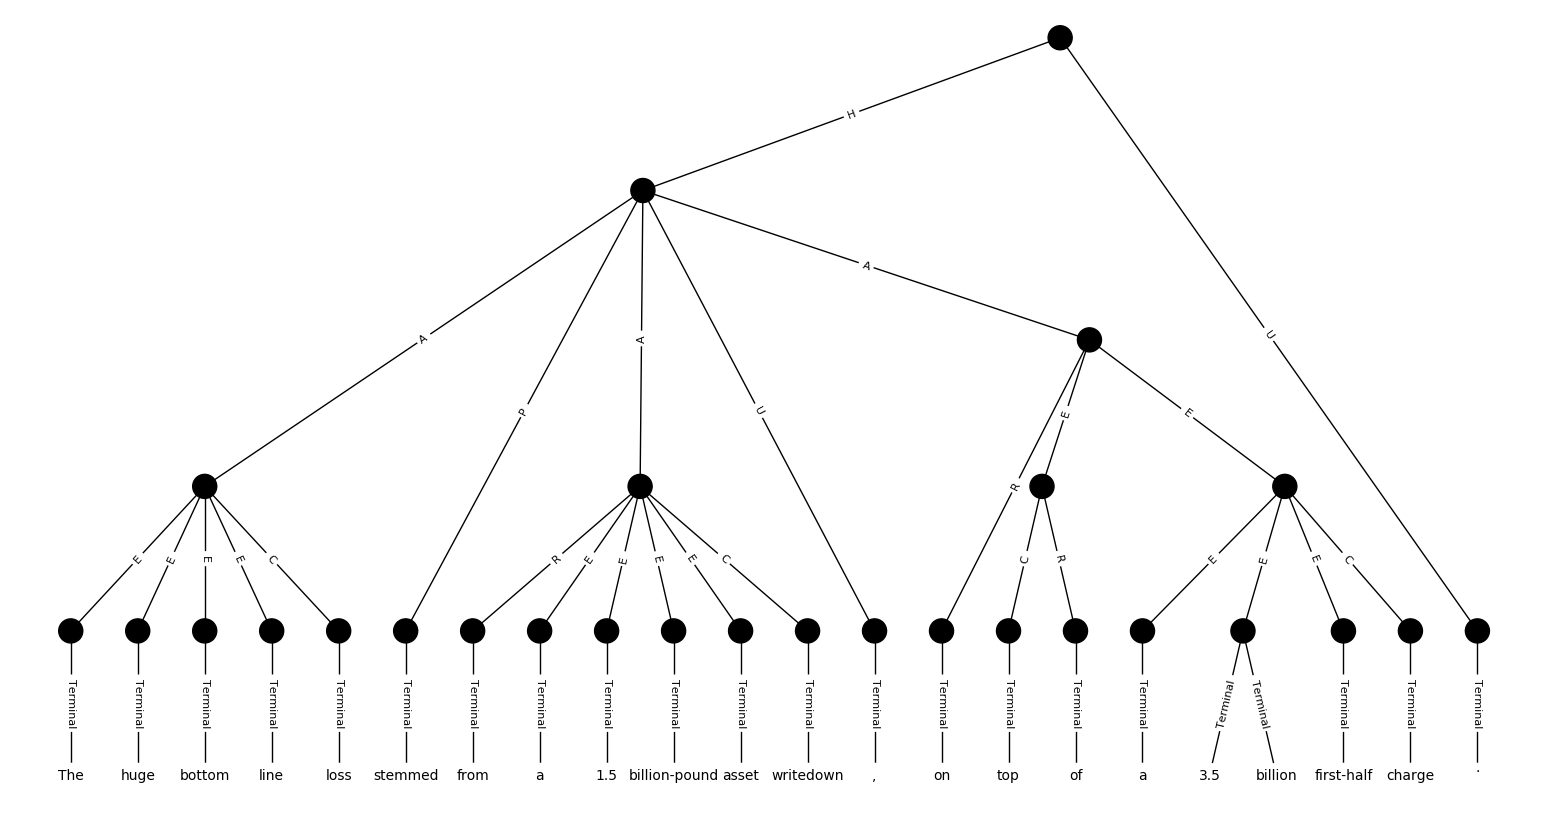 H
A
A
U
A
P
U
E
E
R
E
E
E
E
C
R
E
E
E
E
C
C
R
E
E
E
C
Terminal Terminal Terminal Terminal Terminal Terminal Terminal Terminal Terminal Terminal Terminal Terminal Terminal Terminal Terminal Terminal Terminal Terminal Terminal Terminal Terminal Terminal
The huge bottom line loss stemmed from a 1.5 billion-pound asset writedown , on top of a 3.5 billion first-half charge .